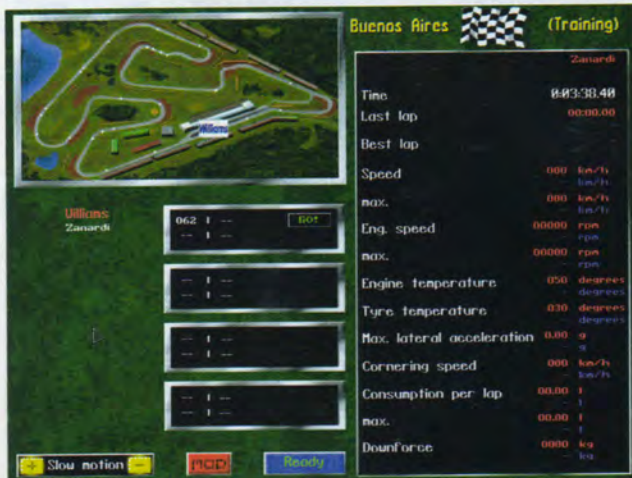 Buenos Aires (Training)
Williams
Zanardi
Time 0:03:38.40
Last lap 00:00.00
Best lap
Speed 000 km/h
- km/h
max. 000 km/h
- km/h
Eng. speed 00000 rpm
- rpm
max. 00000 rpm
- rpm
Engine temperature 050 degrees
- degrees
Tyre temperature 030 degrees
- degrees
Max. lateral acceleration 0.00 g
- g
Cornering speed 000 km/h
- km/h
Consumption per lap 00.00 l
- l
max. 00.00 l
- l
Downforce 0000 kg
- kg
Williams
Zanardi
062 l -- GO!
-- l --
-- l --
-- l --
-- l --
-- l --
-- l --
-- l --
+ Slow motion -
MOD
Ready